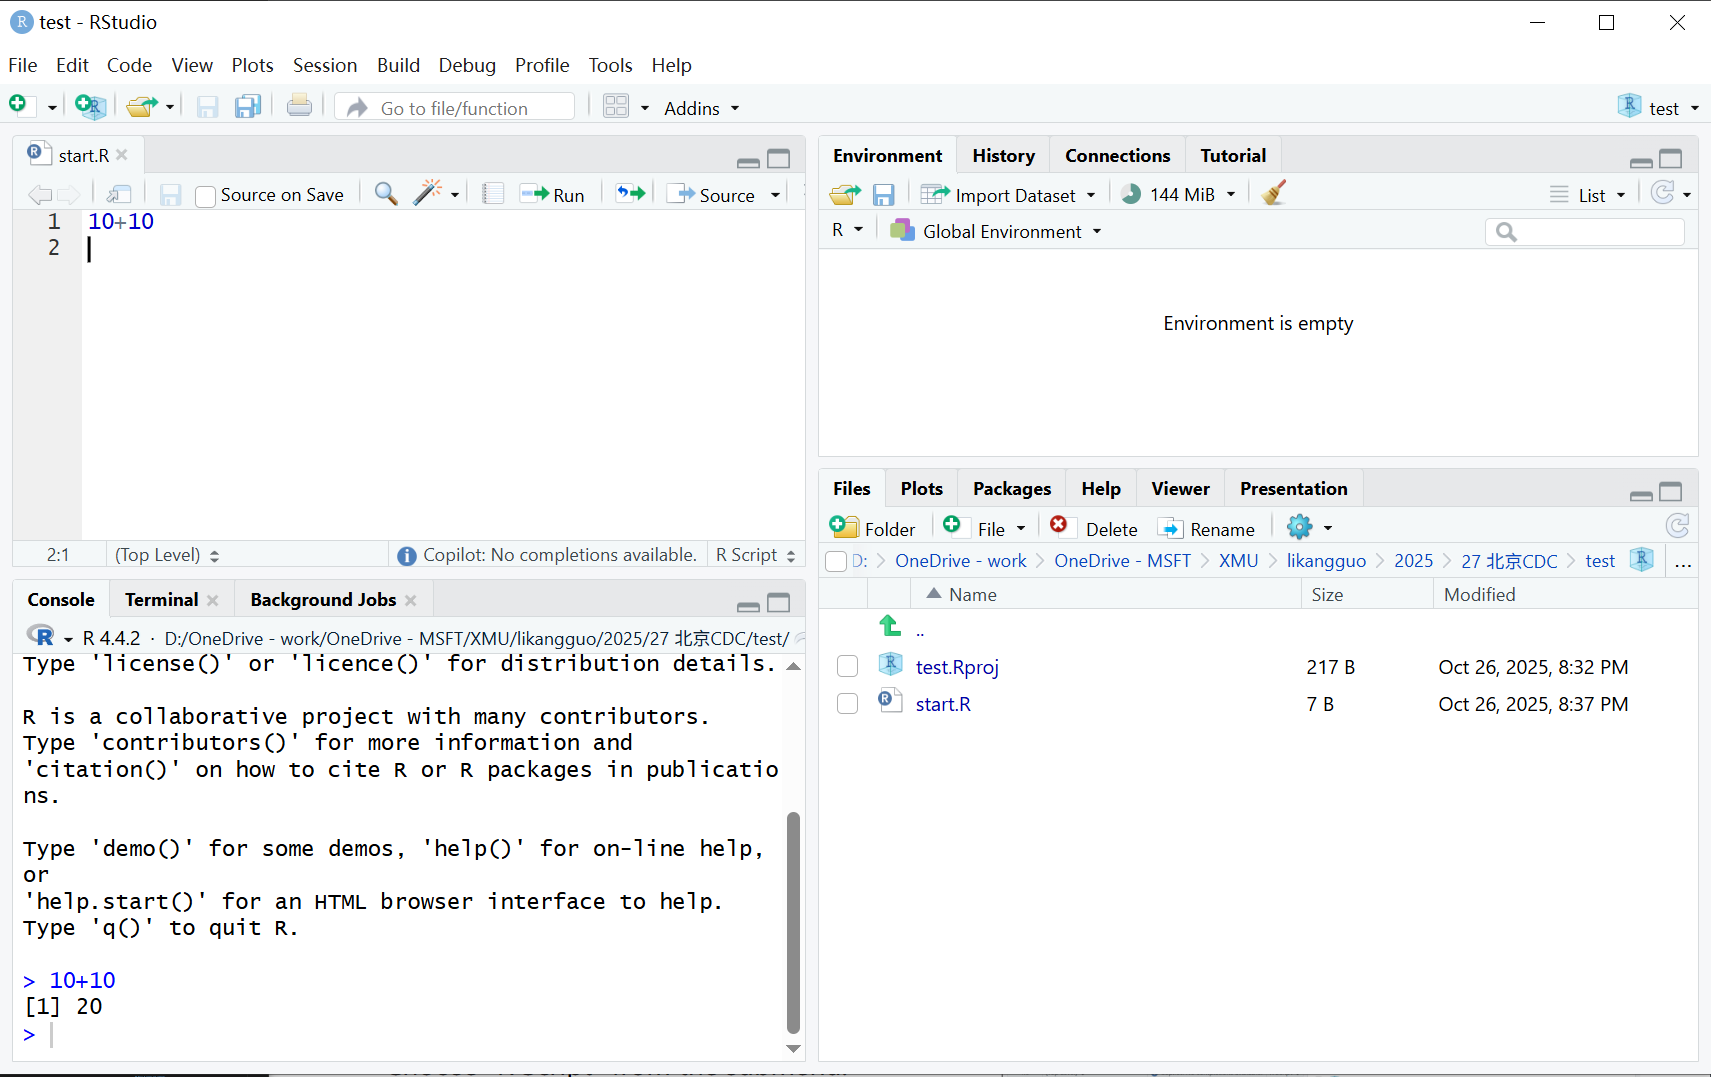 test - RStudio
File Edit Code View Plots Session Build Debug Profile Tools Help
Go to file/function Addins test
start.R
Source on Save Run Source
1 10+10
2
2:1 (Top Level) Copilot: No completions available. R Script
Console Terminal Background Jobs
R 4.4.2 · D:/OneDrive - work/OneDrive - MSFT/XMU/likangguo/2025/27 北京CDC/test/
Type 'license()' or 'licence()' for distribution details.
R is a collaborative project with many contributors.
Type 'contributors()' for more information and
'citation()' on how to cite R or R packages in publicatio
ns.
Type 'demo()' for some demos, 'help()' for on-line help,
or
'help.start()' for an HTML browser interface to help.
Type 'q()' to quit R.
> 10+10
[1] 20
>
Environment History Connections Tutorial
Import Dataset 144 MiB List
R Global Environment
Environment is empty
Files Plots Packages Help Viewer Presentation
Folder File Delete Rename
D: OneDrive - work OneDrive - MSFT XMU likangguo 2025 27 北京CDC test ...
Name Size Modified
..
test.Rproj 217 B Oct 26, 2025, 8:32 PM
start.R 7 B Oct 26, 2025, 8:37 PM